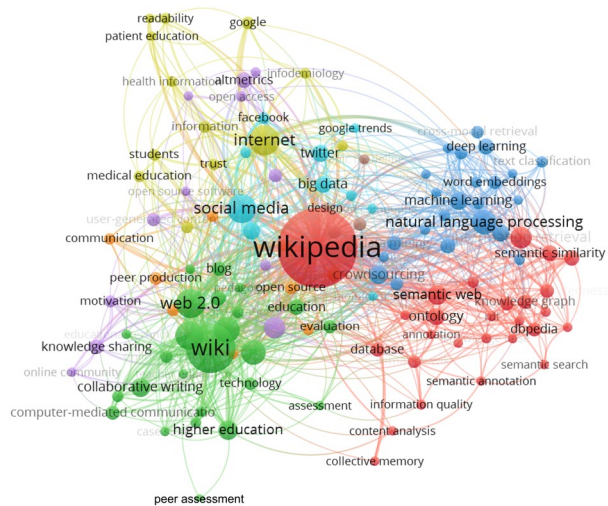 readability
google
patient education
infodemiology
health information
altmetrics
open access
facebook
information
google trends
cross-modal retrieval
internet
deep learning
students
twitter
text classification
trust
medical education
big data
word embeddings
open source software
machine learning
social media
design
user-generated content
natural language processing
communication
wikipedia
semantic similarity
blog
crowdsourcing
peer production
open source
semantic web
motivation
web 2.0
education
knowledge graph
ontology
evaluation
dbpedia
annotation
knowledge sharing
wiki
database
semantic search
online community
technology
semantic annotation
collaborative writing
assessment
information quality
computer-mediated communicatio
higher education
content analysis
collective memory
peer assessment